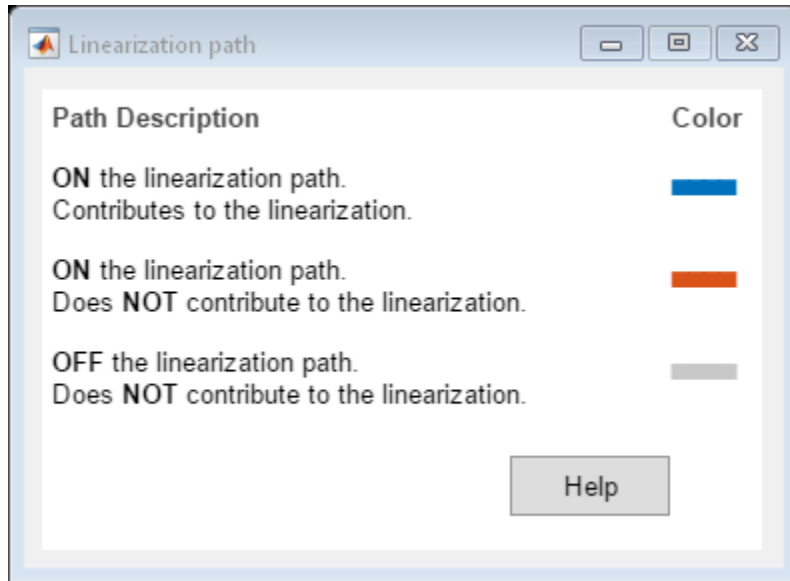 Linearization path
Path Description Color
ON the linearization path.
Contributes to the linearization.
ON the linearization path.
Does NOT contribute to the linearization.
OFF the linearization path.
Does NOT contribute to the linearization.
Help